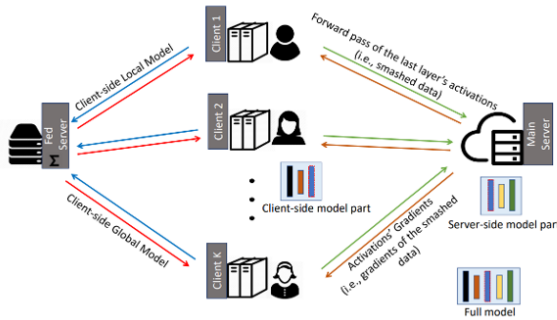 Client 1
Client-side Local Model
Forward pass of the last layer's activations
(i.e., smashed data)
Client 2
Fed
Server
Σ
Main
Server
Client-side model part
Server-side model part
Client-side Global Model
Activations' Gradients
(i.e., gradients of the smashed
data)
Client K
Full model